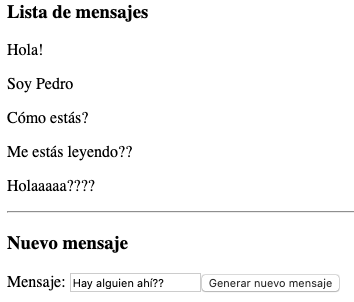 Lista de mensajes
Hola!
Soy Pedro
Cómo estás?
Me estás leyendo??
Holaaaaa????
Nuevo mensaje
Mensaje: Hay alguien ahí?? Generar nuevo mensaje